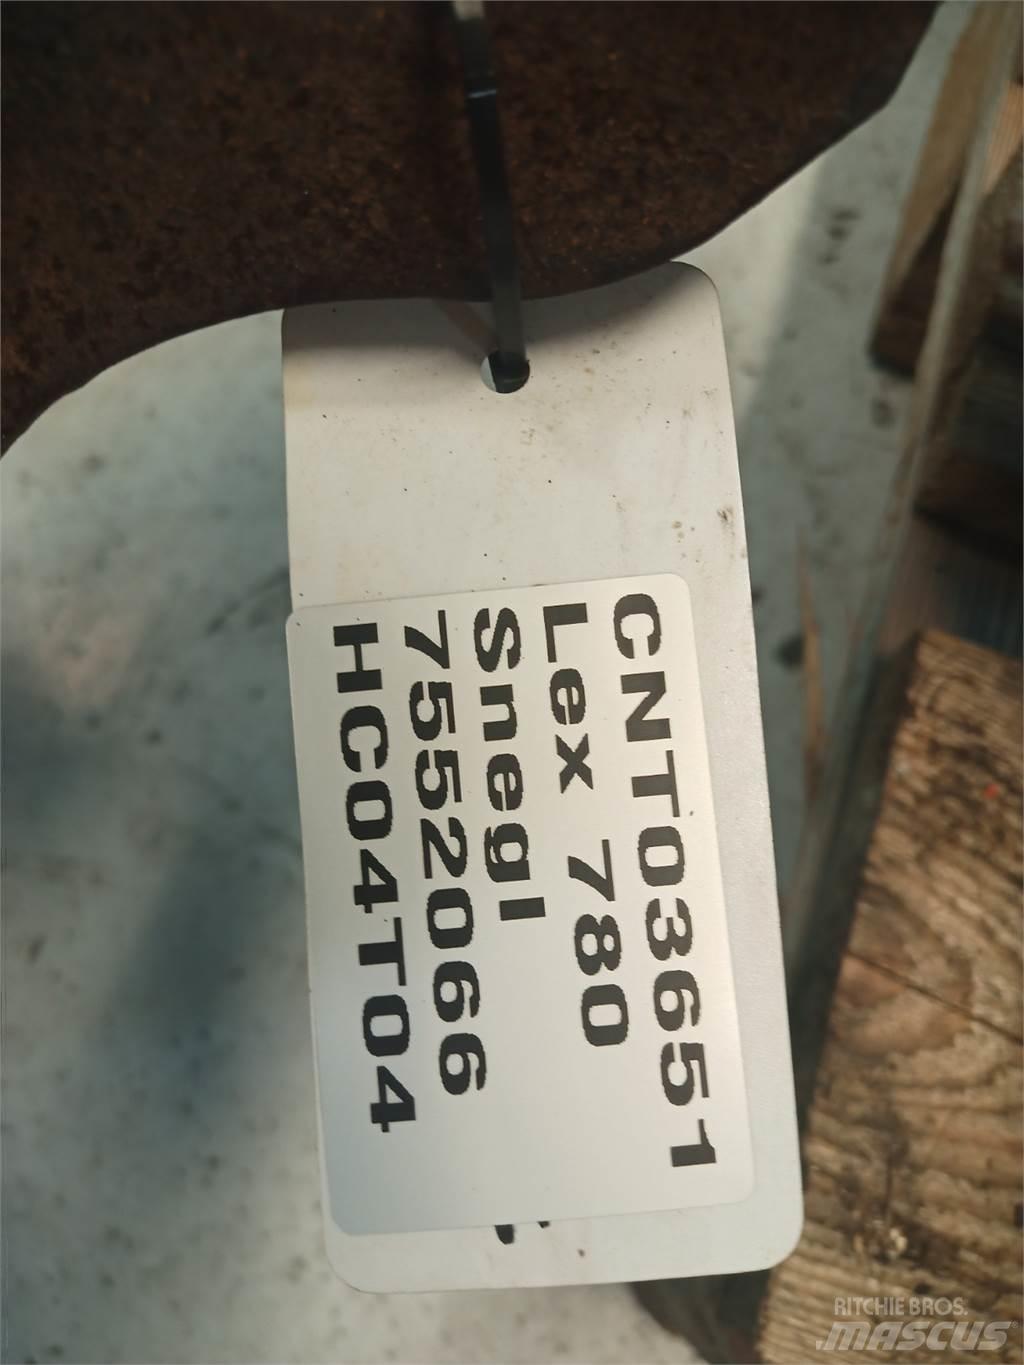 CNT03651
Lex 780
Snegl
7552066
HC04T04
RITCHIE BROS.
MASCUS